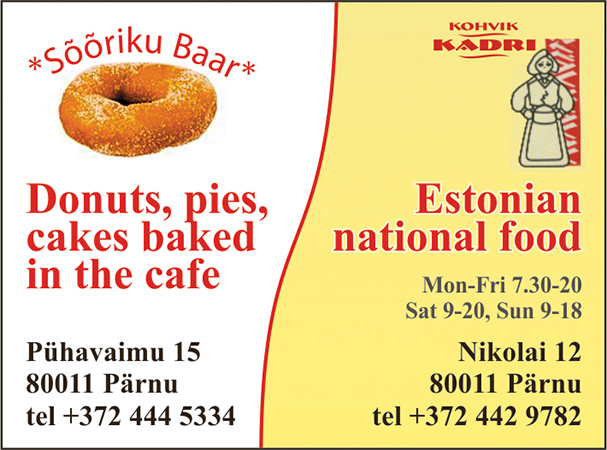 *Sõõriku Baar*
Donuts, pies,
cakes baked
in the cafe
Pühavaimu 15
80011 Pärnu
tel +372 444 5334
KOHVIK
KADRI
Estonian
national food
Mon-Fri 7.30-20
Sat 9-20, Sun 9-18
Nikolai 12
80011 Pärnu
tel +372 442 9782